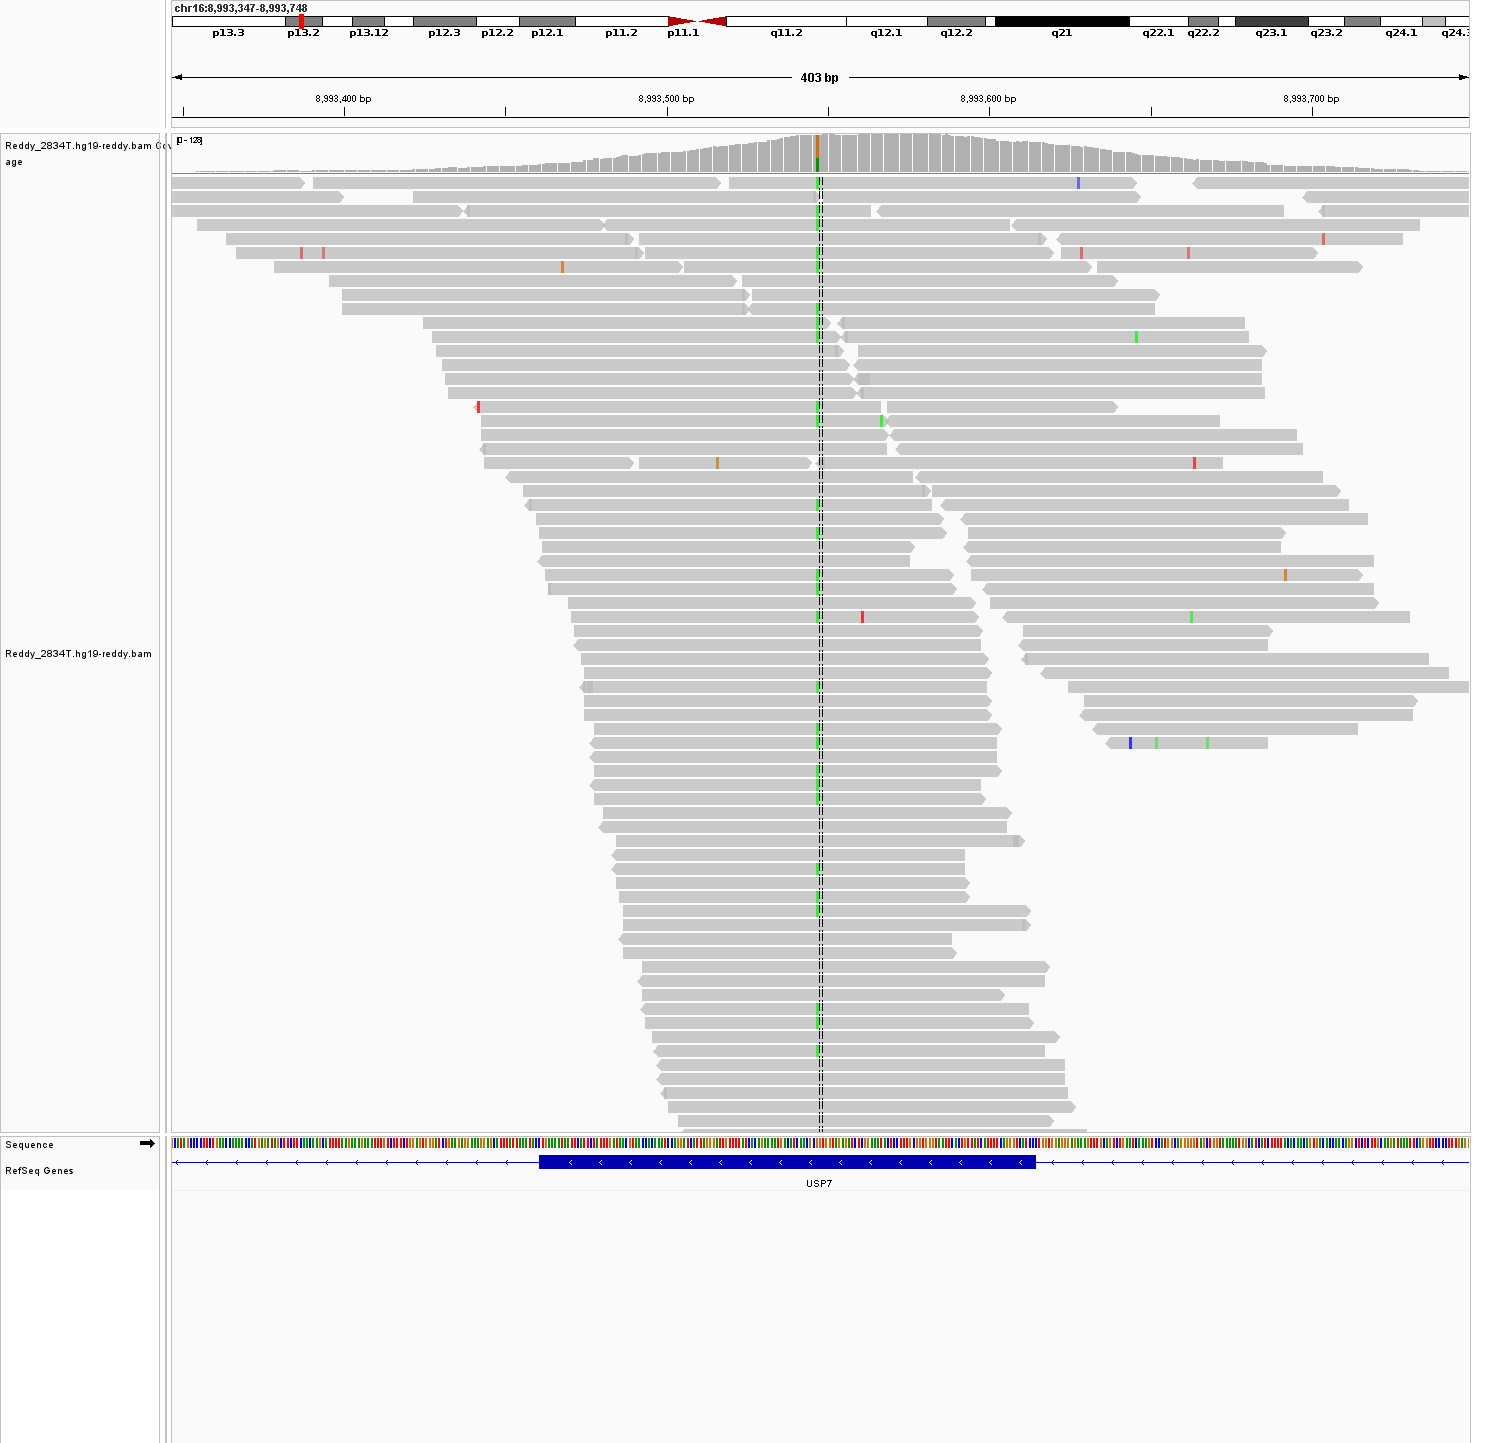 chr16:8,993,347-8,993,748
p13.3 p13.2 p13.12 p12.3 p12.2 p12.1 p11.2 p11.1 q11.2 q12.1 q12.2 q21 q22.1 q22.2 q23.1 q23.2 q24.1 q24.3
403 bp
8,993,400 bp 8,993,500 bp 8,993,600 bp 8,993,700 bp
Reddy_2834T.hg19-reddy.bam Cov
age
[0 - 128]
Reddy_2834T.hg19-reddy.bam
Sequence
RefSeq Genes
USP7